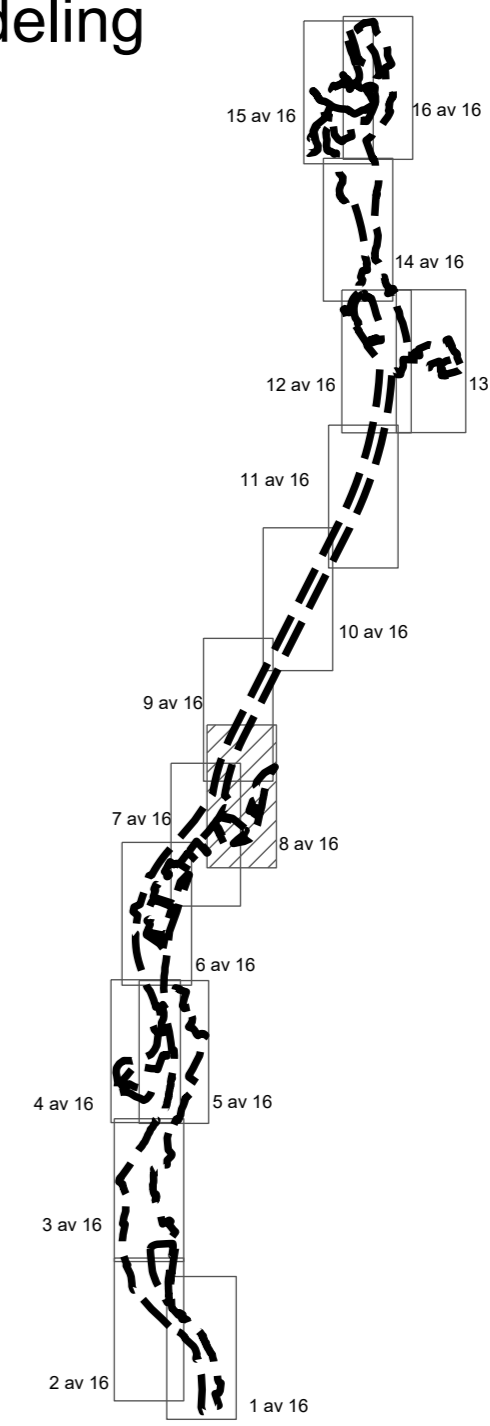 deling
15 av 16
16 av 16
14 av 16
12 av 16
13
11 av 16
10 av 16
9 av 16
7 av 16
8 av 16
6 av 16
4 av 16
5 av 16
3 av 16
2 av 16
1 av 16